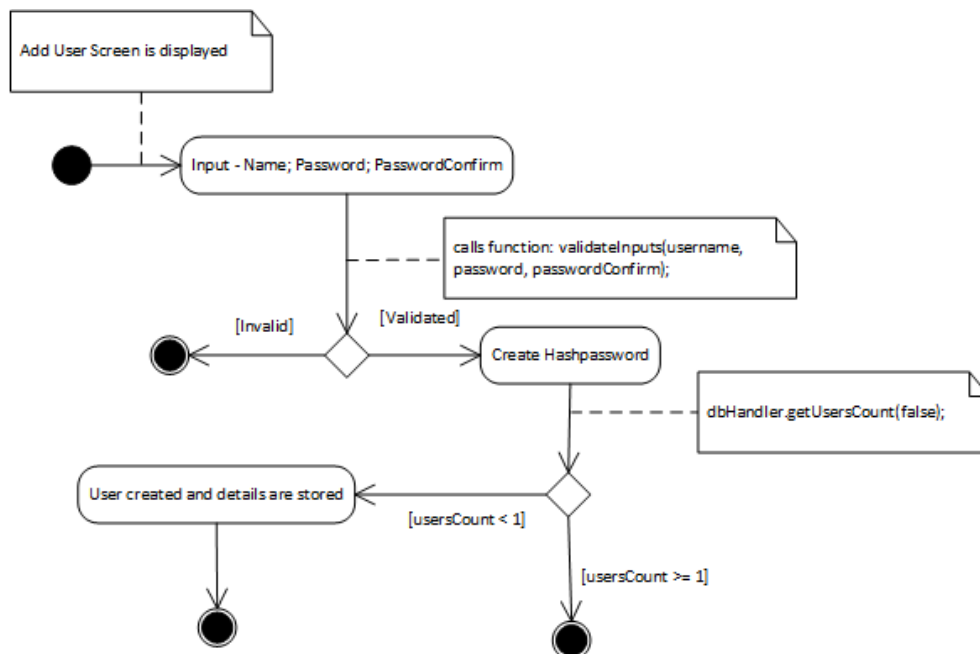 Add User Screen is displayed
Input - Name; Password; PasswordConfirm
calls function: validateInputs(username,
password, passwordConfirm);
[Invalid]
[Validated]
Create Hashpassword
dbHandler.getUsersCount(false);
User created and details are stored
[usersCount < 1]
[usersCount >= 1]